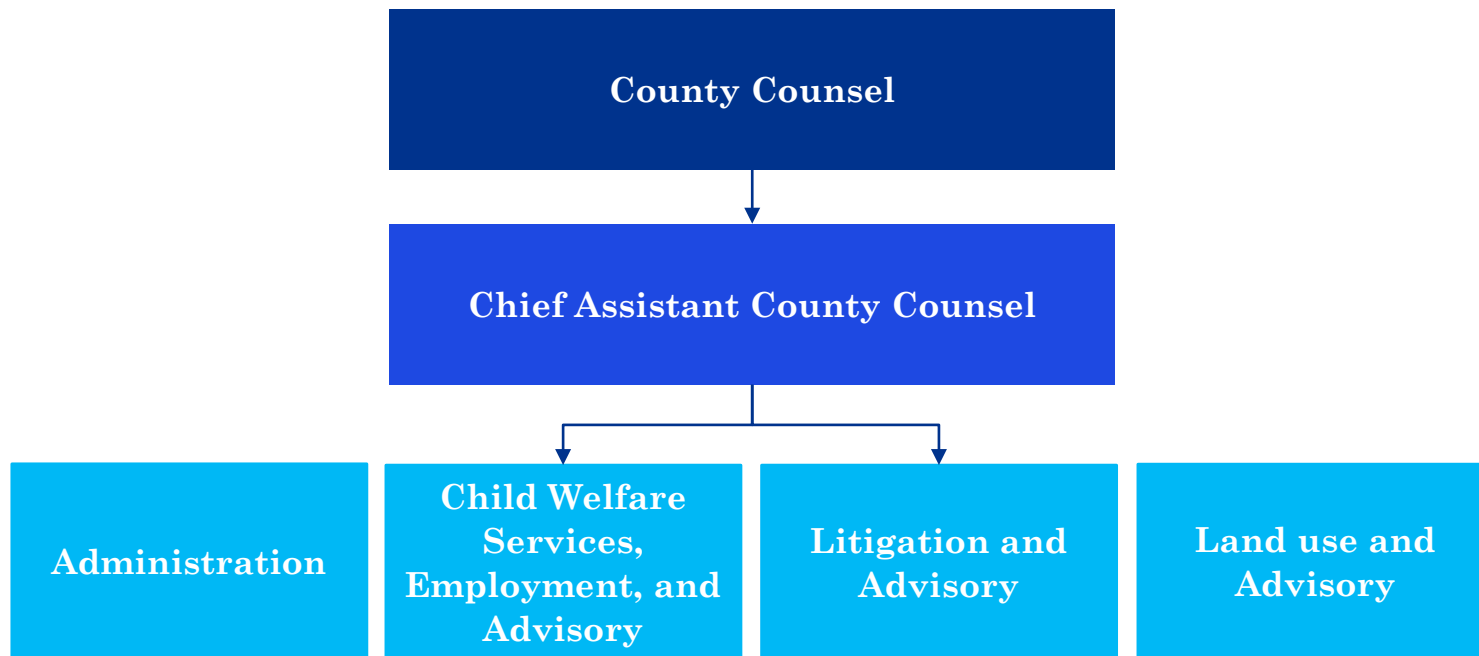 County Counsel
Chief Assistant County Counsel
Administration
Child Welfare
Services,
Employment, and
Advisory
Litigation and
Advisory
Land use and
Advisory